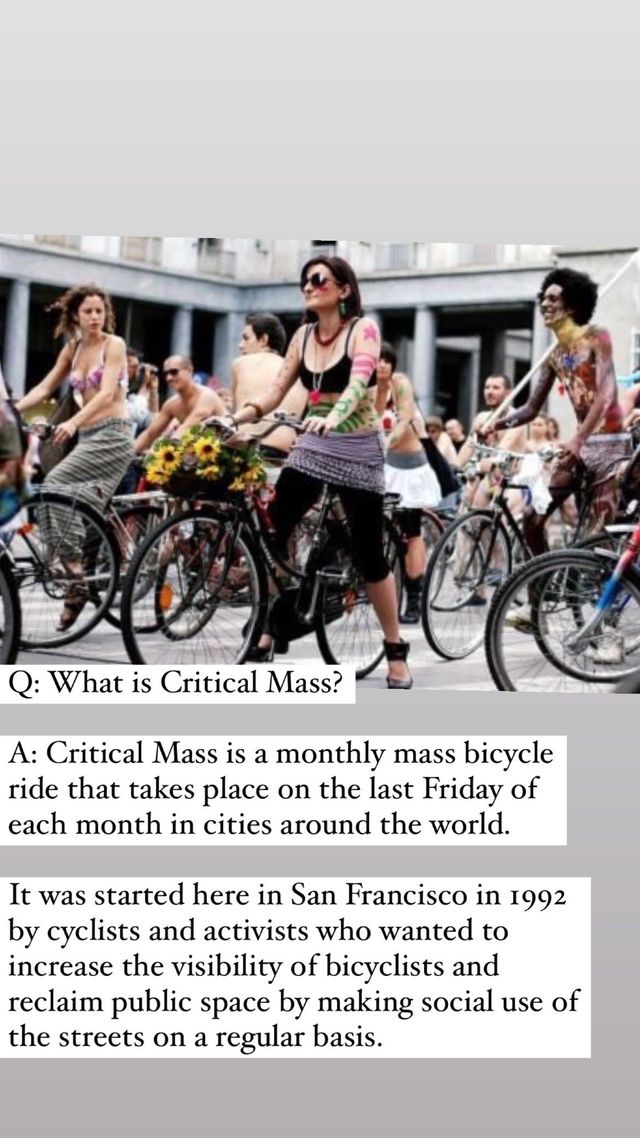 Q: What is Critical Mass?
A: Critical Mass is a monthly mass bicycle
ride that takes place on the last Friday of
each month in cities around the world.
It was started here in San Francisco in 1992
by cyclists and activists who wanted to
increase the visibility of bicyclists and
reclaim public space by making social use of
the streets on a regular basis.